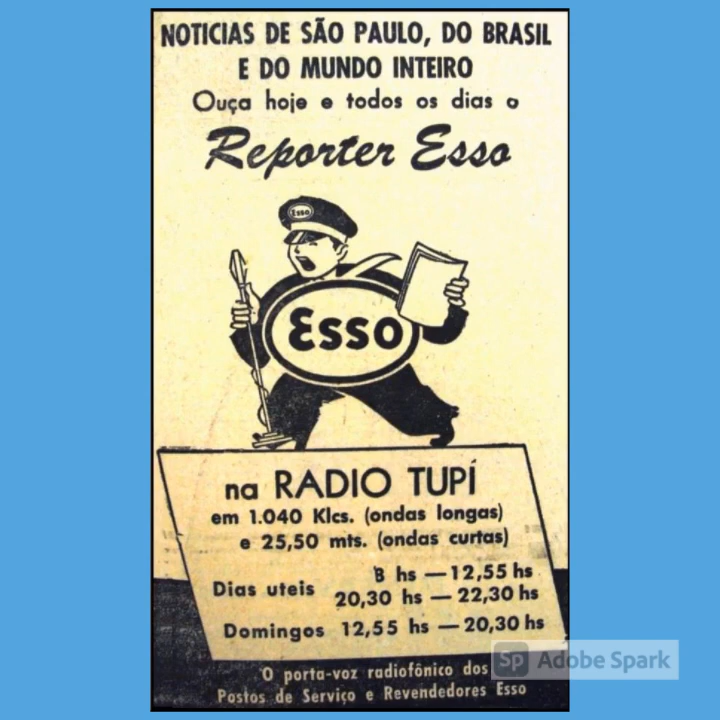 NOTICIAS DE SÃO PAULO, DO BRASIL
E DO MUNDO INTEIRO
Ouça hoje e todos os dias o
Reporter Esso
Esso
Esso
na RADIO TUPÍ
em 1.040 Klcs. (ondas longas)
e 25,50 mts. (ondas curtas)
Dias uteis 8 hs — 12,55 hs
20,30 hs — 22,30 hs
Domingos 12,55 hs — 20,30 hs
O porta-voz radiofônico dos
Postos de Serviço e Revendedores Esso
Sp Adobe Spark